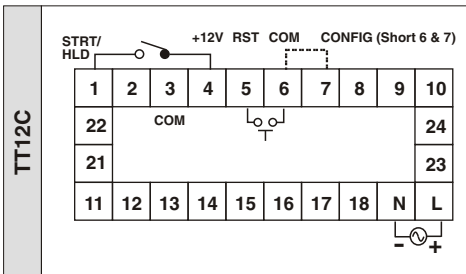 TT12C
STRT/ +12V RST COM CONFIG (Short 6 & 7)
HLD
1 2 3 4 5 6 7 8 9 10
22 COM 24
21 23
11 12 13 14 15 16 17 18 N L
- +